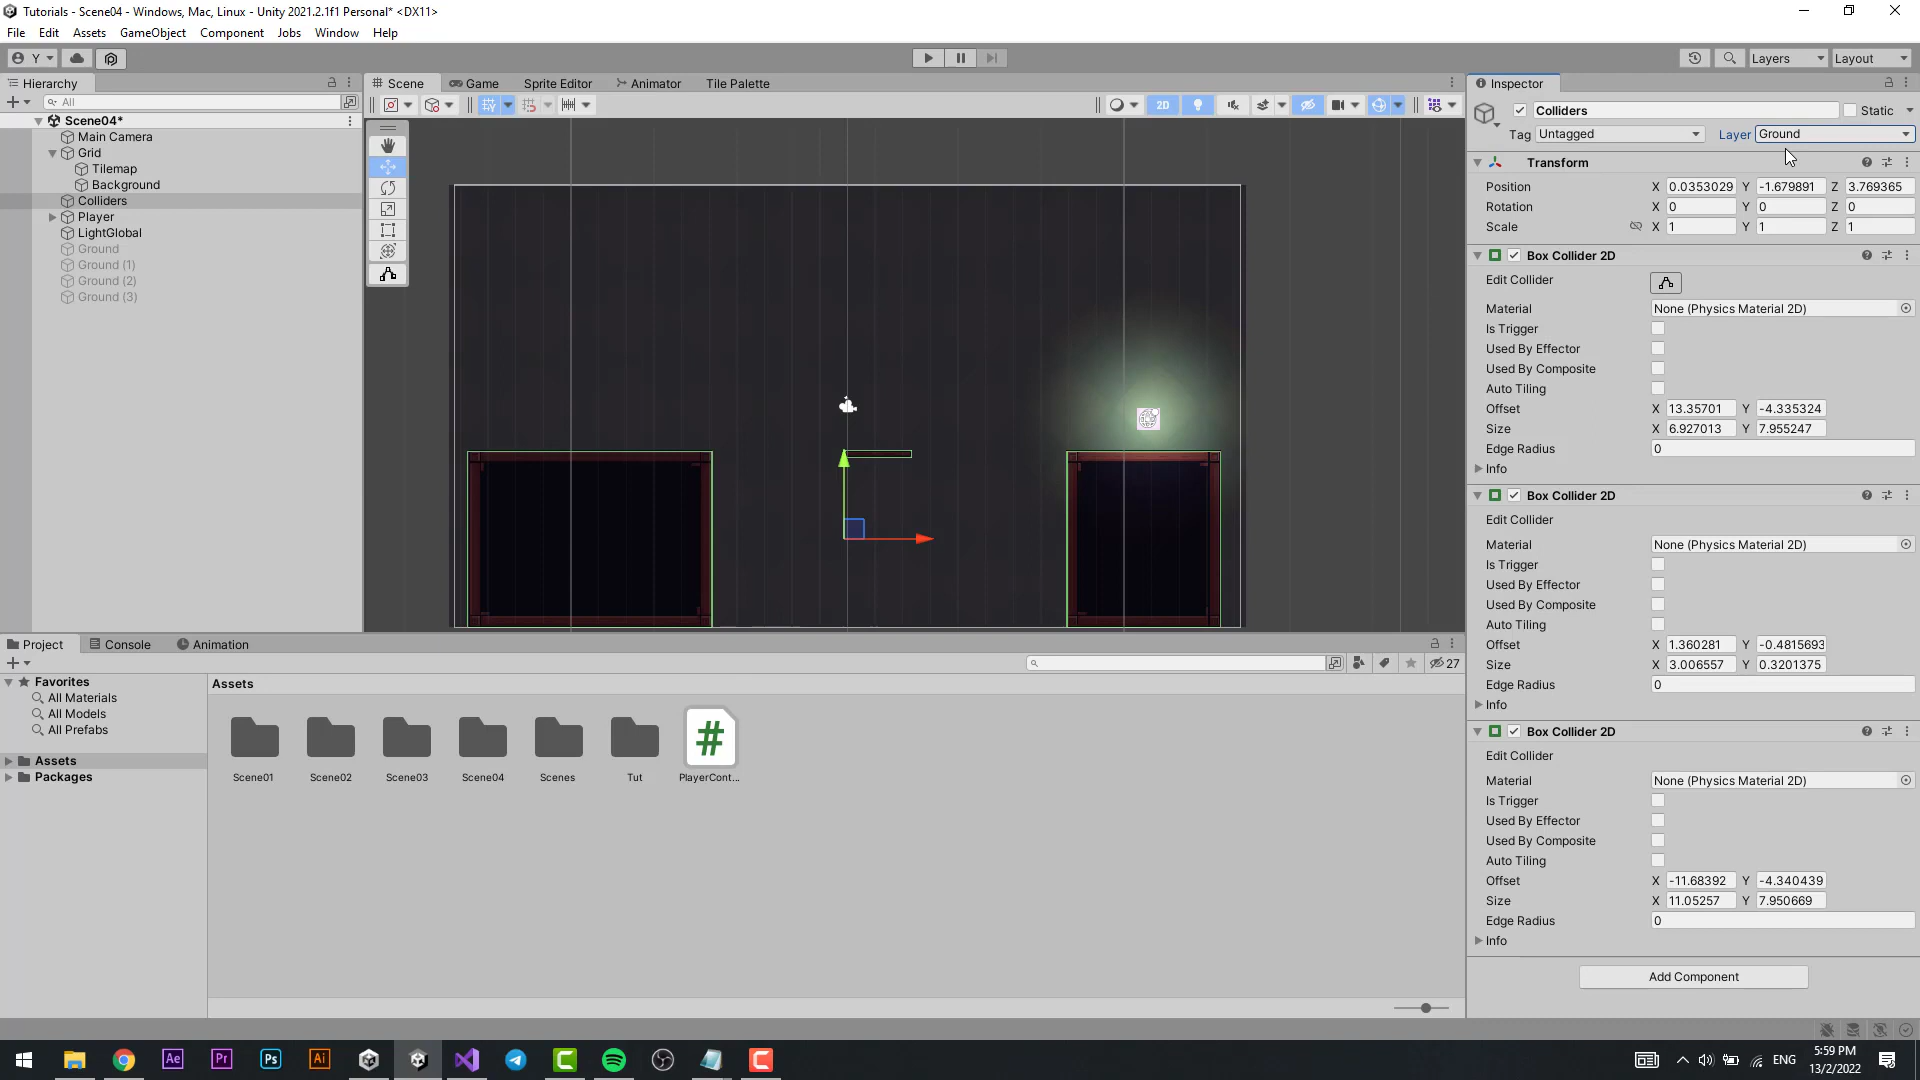 Tutorials - Scene04 - Windows, Mac, Linux - Unity 2021.2.1f1 Personal* <DX11>
File Edit Assets GameObject Component Jobs Window Help
Y Layers Layout
Hierarchy
All
Scene04*
Main Camera
Grid
Tilemap
Background
Colliders
Player
LightGlobal
Ground
Ground (1)
Ground (2)
Ground (3)
Scene Game Sprite Editor Animator Tile Palette
2D
Inspector
Colliders Static
Tag Untagged Layer Ground
Transform
Position X 0.0353029 Y -1.679891 Z 3.769365
Rotation X 0 Y 0 Z 0
Scale X 1 Y 1 Z 1
Box Collider 2D
Edit Collider
Material None (Physics Material 2D)
Is Trigger
Used By Effector
Used By Composite
Auto Tiling
Offset X 13.35701 Y -4.335324
Size X 6.927013 Y 7.955247
Edge Radius 0
Info
Box Collider 2D
Edit Collider
Material None (Physics Material 2D)
Is Trigger
Used By Effector
Used By Composite
Auto Tiling
Offset X 1.360281 Y -0.4815693
Size X 3.006557 Y 0.3201375
Edge Radius 0
Info
Box Collider 2D
Edit Collider
Material None (Physics Material 2D)
Is Trigger
Used By Effector
Used By Composite
Auto Tiling
Offset X -11.68392 Y -4.340439
Size X 11.05257 Y 7.950669
Edge Radius 0
Info
Add Component
Project Console Animation
27
Favorites
All Materials
All Models
All Prefabs
Assets
Packages
Assets
Scene01 Scene02 Scene03 Scene04 Scenes Tut PlayerCont...
Ae Pr Ps Ai
ENG
5:59 PM
13/2/2022